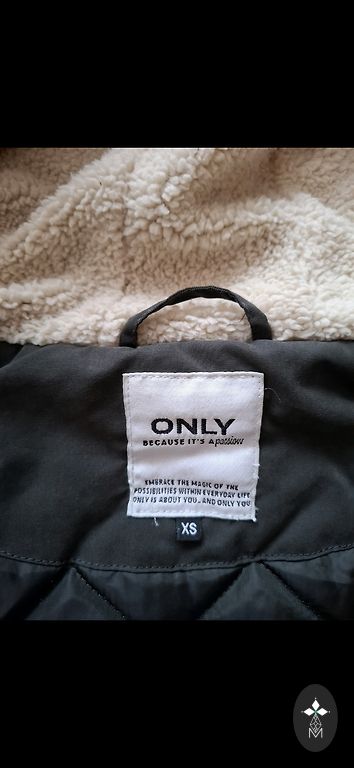 ONLY
BECAUSE IT'S A passion
EMBRACE THE MAGIC OF THE
POSSIBILITIES WITHIN EVERYDAY LIFE
ONLY IS ABOUT YOU...AND ONLY YOU
XS
M